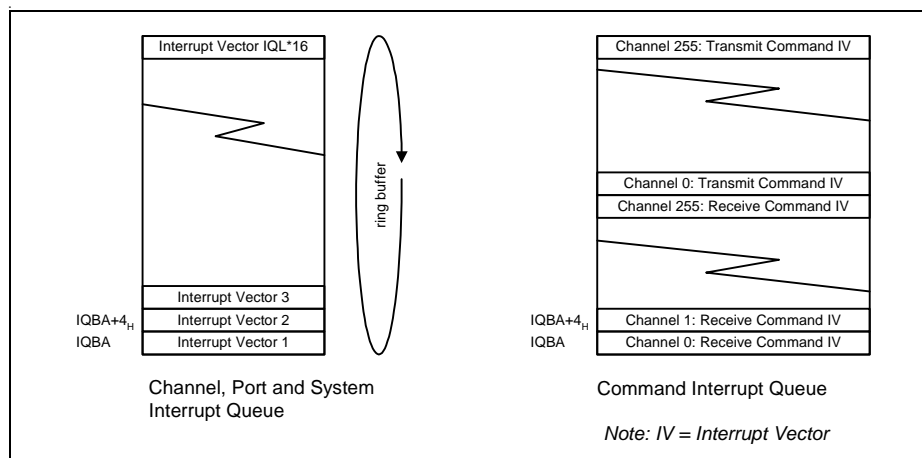 Interrupt Vector IQL*16
ring buffer
Interrupt Vector 3
IQBA+4H
Interrupt Vector 2
IQBA
Interrupt Vector 1
Channel, Port and System
Interrupt Queue
Channel 255: Transmit Command IV
Channel 0: Transmit Command IV
Channel 255: Receive Command IV
IQBA+4H
Channel 1: Receive Command IV
IQBA
Channel 0: Receive Command IV
Command Interrupt Queue
Note: IV = Interrupt Vector